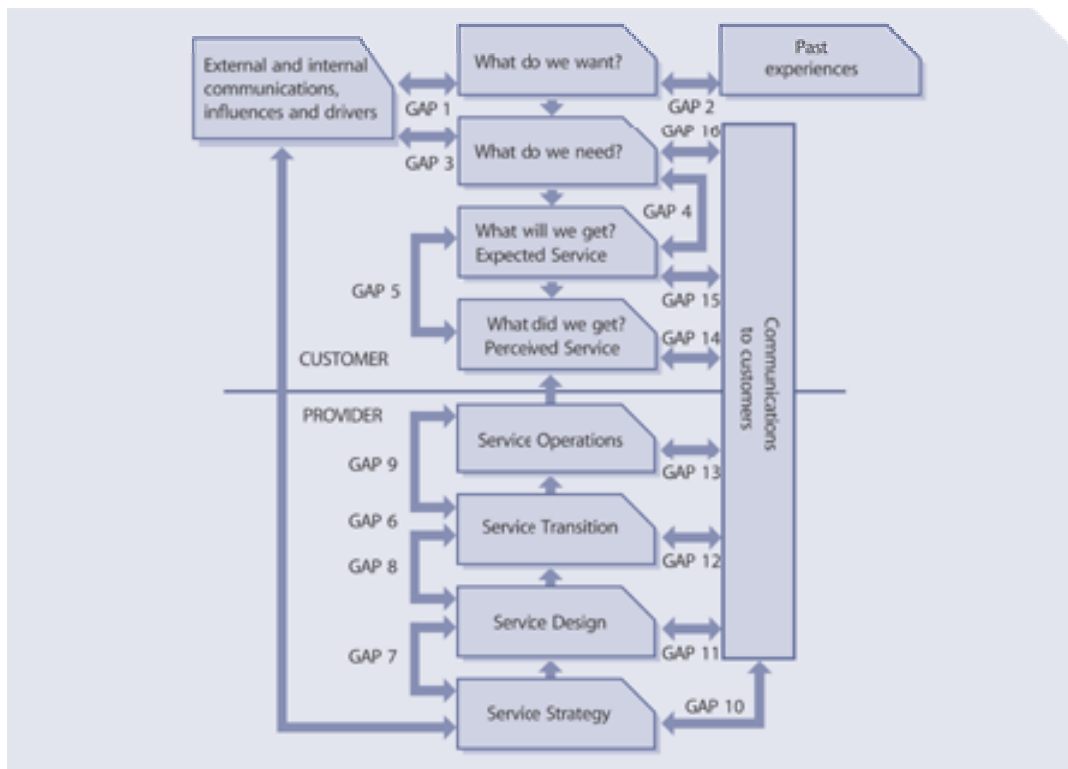 External and internal
communications,
influences and drivers
What do we want?
Past
experiences
GAP 1
GAP 2
GAP 16
What do we need?
GAP 3
GAP 4
What will we get?
Expected Service
GAP 5
GAP 15
What did we get?
Perceived Service
GAP 14
Communications
to customers
CUSTOMER
PROVIDER
Service Operations
GAP 9
GAP 13
GAP 6
Service Transition
GAP 8
GAP 12
Service Design
GAP 7
GAP 11
Service Strategy
GAP 10